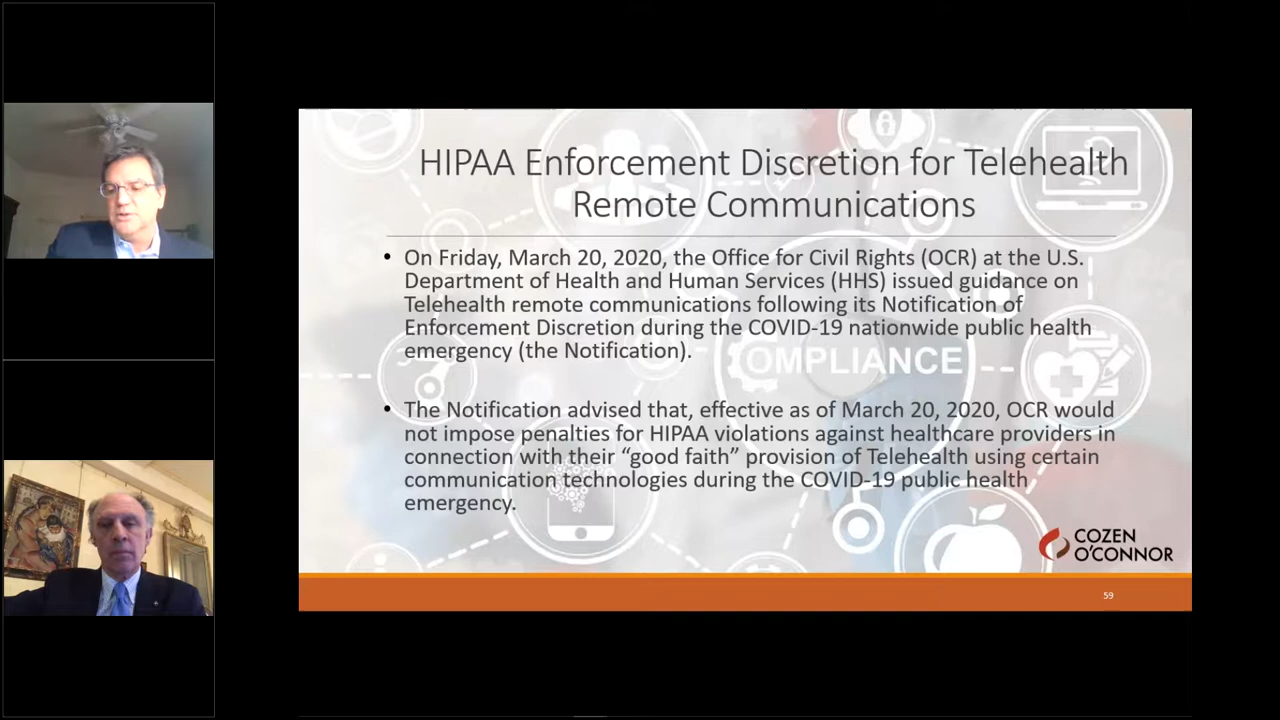 HIPAA Enforcement Discretion for Telehealth
Remote Communications
• On Friday, March 20, 2020, the Office for Civil Rights (OCR) at the U.S.
Department of Health and Human Services (HHS) issued guidance on
Telehealth remote communications following its Notification of
Enforcement Discretion during the COVID-19 nationwide public health
emergency (the Notification).
OMPLIANCE
• The Notification advised that, effective as of March 20, 2020, OCR would
not impose penalties for HIPAA violations against healthcare providers in
connection with their “good faith” provision of Telehealth using certain
communication technologies during the COVID-19 public health
emergency.
COZEN
O'CONNOR
59